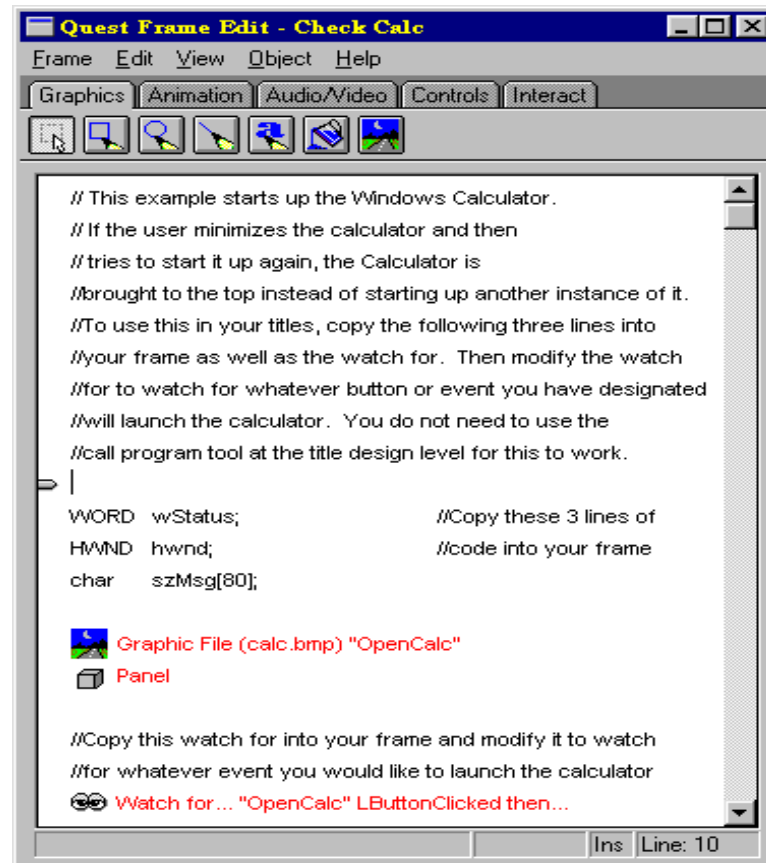 Quest Frame Edit - Check Calc
Frame Edit View Object Help
Graphics Animation Audio/Video Controls Interact
// This example starts up the Windows Calculator.
// If the user minimizes the calculator and then
// tries to start it up again, the Calculator is
//brought to the top instead of starting up another instance of it.
//To use this in your titles, copy the following three lines into
//your frame as well as the watch for. Then modify the watch
//for to watch for whatever button or event you have designated
//will launch the calculator. You do not need to use the
//call program tool at the title design level for this to work.
WORD wStatus; //Copy these 3 lines of
HWND hwnd; //code into your frame
char szMsg[80];
Graphic File (calc.bmp) "OpenCalc"
Panel
//Copy this watch for into your frame and modify it to watch
//for whatever event you would like to launch the calculator
Watch for... "OpenCalc" LButtonClicked then...
Ins Line: 10